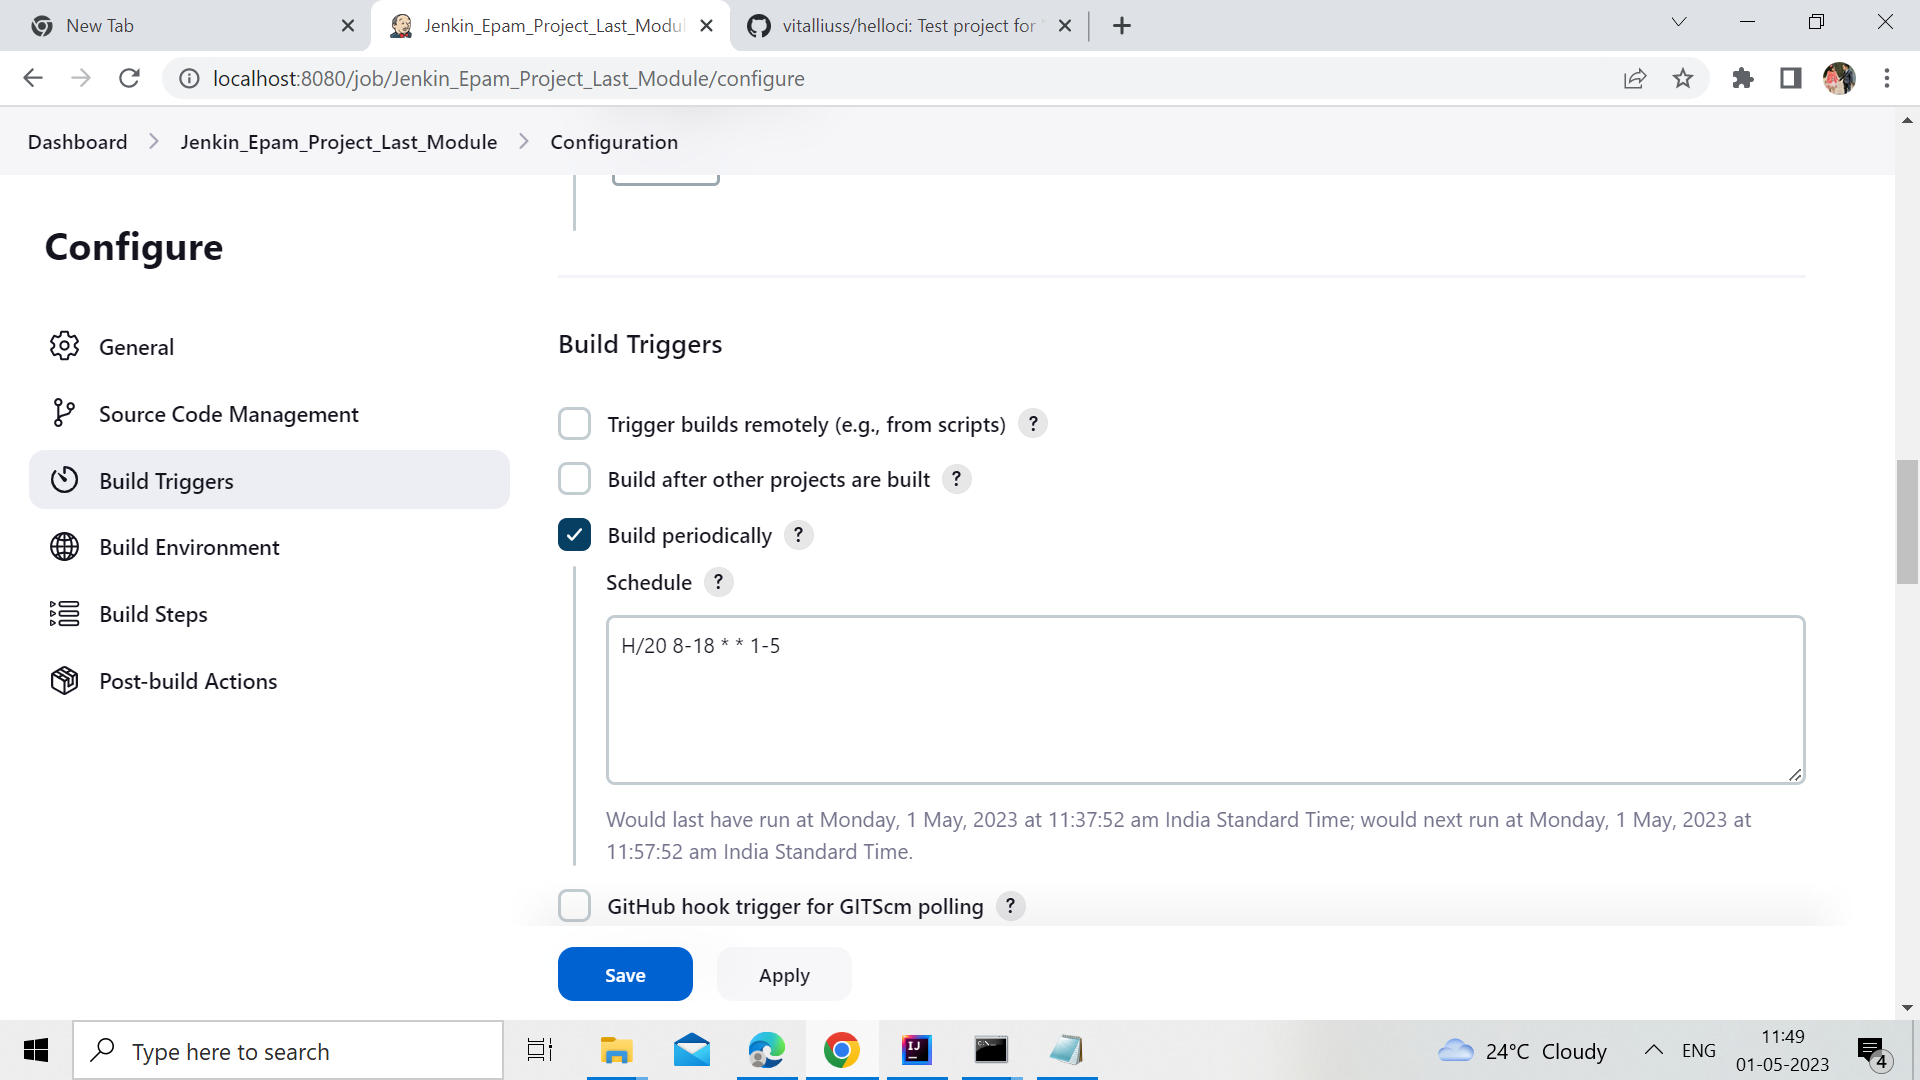 New Tab
Jenkin_Epam_Project_Last_Modul
vitalliuss/helloci: Test project for
localhost:8080/job/Jenkin_Epam_Project_Last_Module/configure
Dashboard
Jenkin_Epam_Project_Last_Module
Configuration
Configure
General
Source Code Management
Build Triggers
Build Environment
Build Steps
Post-build Actions
Build Triggers
Trigger builds remotely (e.g., from scripts) ?
Build after other projects are built ?
Build periodically ?
Schedule ?
H/20 8-18 * * 1-5
Would last have run at Monday, 1 May, 2023 at 11:37:52 am India Standard Time; would next run at Monday, 1 May, 2023 at
11:57:52 am India Standard Time.
GitHub hook trigger for GITScm polling ?
Save
Apply
Type here to search
IJ
C:\
24°C Cloudy
ENG
11:49
01-05-2023
4